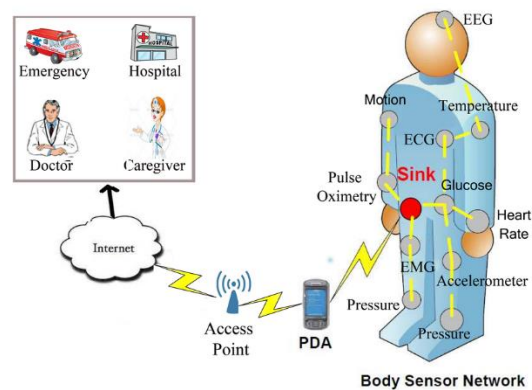 EEG
Emergency
Hospital
HOSPITAL
Motion
Temperature
ECG
Doctor
Caregiver
Pulse
Oximetry
Sink
Glucose
Heart
Rate
Internet
EMG
Accelerometer
Pressure
Pressure
Access
Point
PDA
Body Sensor Network